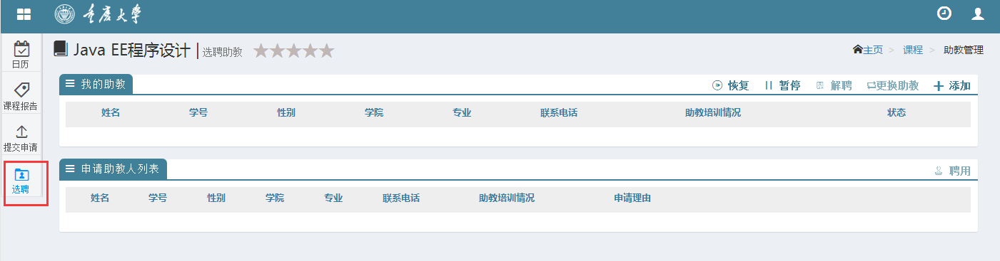 重庆大学
日历
课程报告
提交申请
选聘
Java EE程序设计 | 选聘助教
主页 > 课程 > 助教管理
我的助教
恢复 暂停 解聘 更换助教 添加
姓名 学号 性别 学院 专业 联系电话 助教培训情况 状态
申请助教人列表
聘用
姓名 学号 性别 学院 专业 联系电话 助教培训情况 申请理由